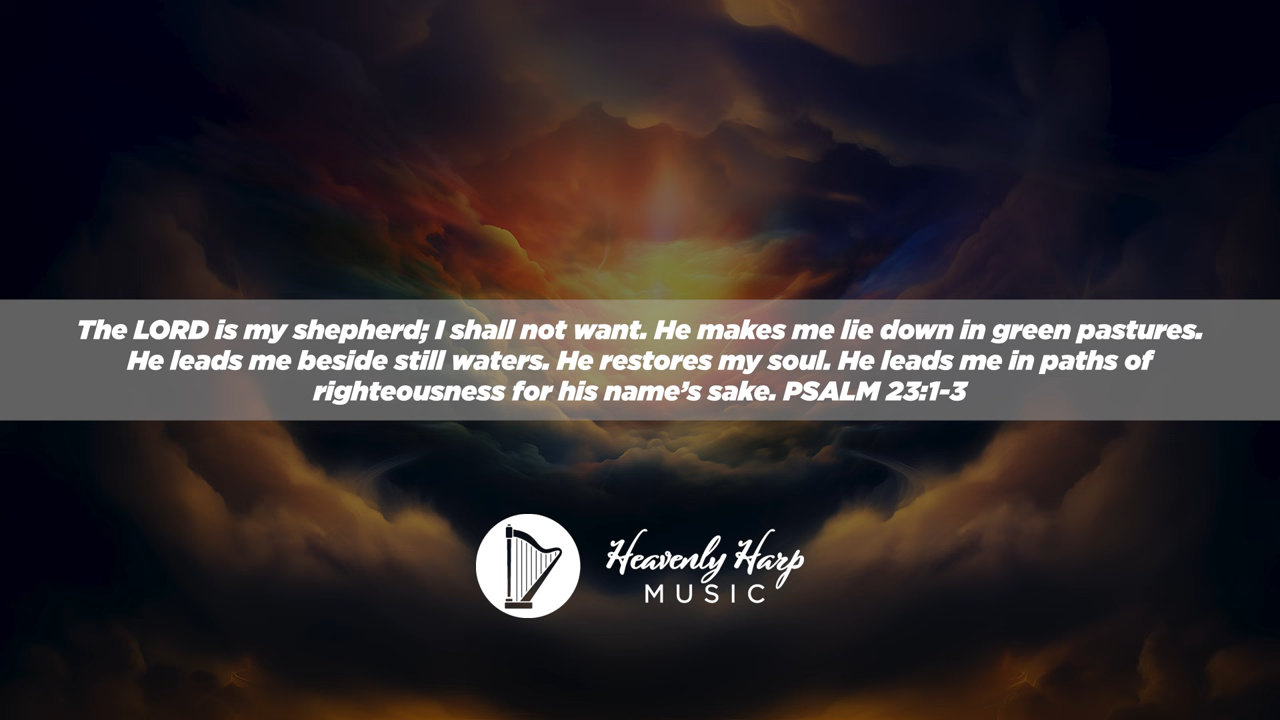 The LORD is my shepherd; I shall not want. He makes me lie down in green pastures.
He leads me beside still waters. He restores my soul. He leads me in paths of
righteousness for his name’s sake. PSALM 23:1-3
Heavenly Harp
MUSIC